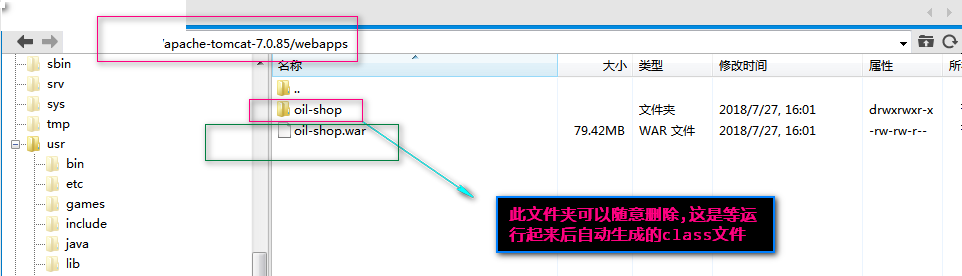 /apache-tomcat-7.0.85/webapps
sbin
srv
sys
tmp
usr
bin
etc
games
include
java
lib
名称 大小 类型 修改时间 属性 所
..
oil-shop 文件夹 2018/7/27, 16:01 drwxrwxr-x
oil-shop.war 79.42MB WAR 文件 2018/7/27, 16:01 -rw-rw-r--
此文件夹可以随意删除,这是等运
行起来后自动生成的class文件